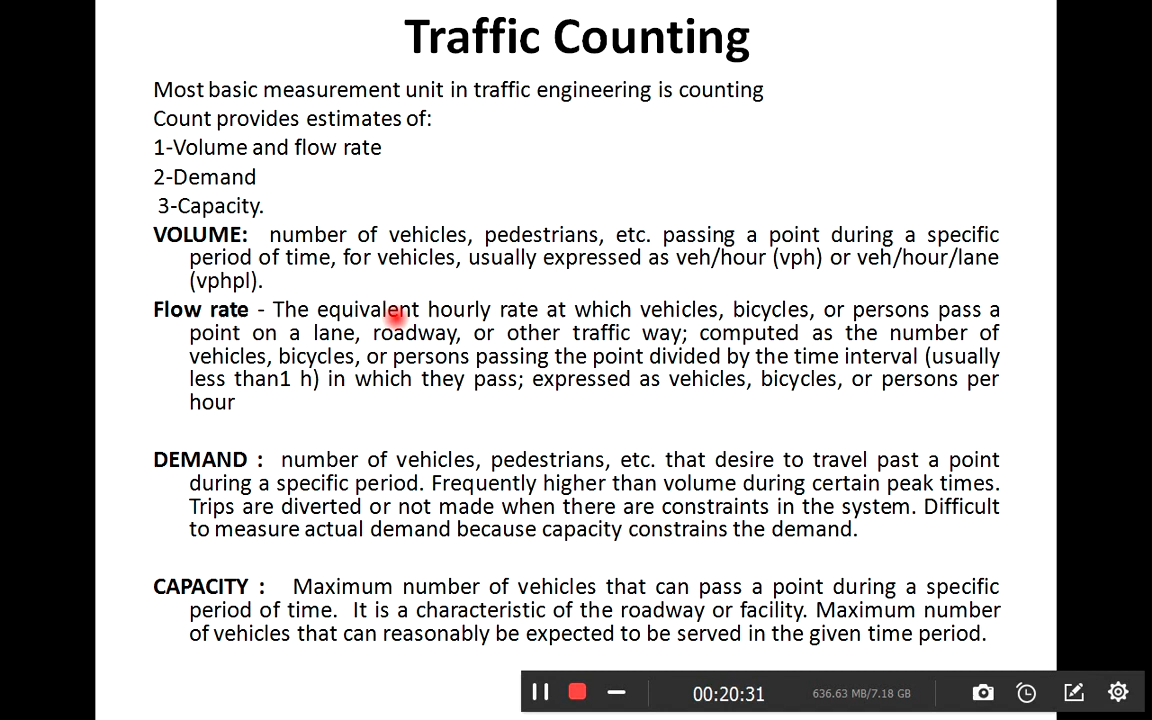 Traffic Counting
Most basic measurement unit in traffic engineering is counting
Count provides estimates of:
1-Volume and flow rate
2-Demand
3-Capacity.
VOLUME: number of vehicles, pedestrians, etc. passing a point during a specific
period of time, for vehicles, usually expressed as veh/hour (vph) or veh/hour/lane
(vphpl).
Flow rate - The equivalent hourly rate at which vehicles, bicycles, or persons pass a
point on a lane, roadway, or other traffic way; computed as the number of
vehicles, bicycles, or persons passing the point divided by the time interval (usually
less than1 h) in which they pass; expressed as vehicles, bicycles, or persons per
hour
DEMAND : number of vehicles, pedestrians, etc. that desire to travel past a point
during a specific period. Frequently higher than volume during certain peak times.
Trips are diverted or not made when there are constraints in the system. Difficult
to measure actual demand because capacity constrains the demand.
CAPACITY : Maximum number of vehicles that can pass a point during a specific
period of time. It is a characteristic of the roadway or facility. Maximum number
of vehicles that can reasonably be expected to be served in the given time period.
00:20:31 636.63 MB/7.18 GB